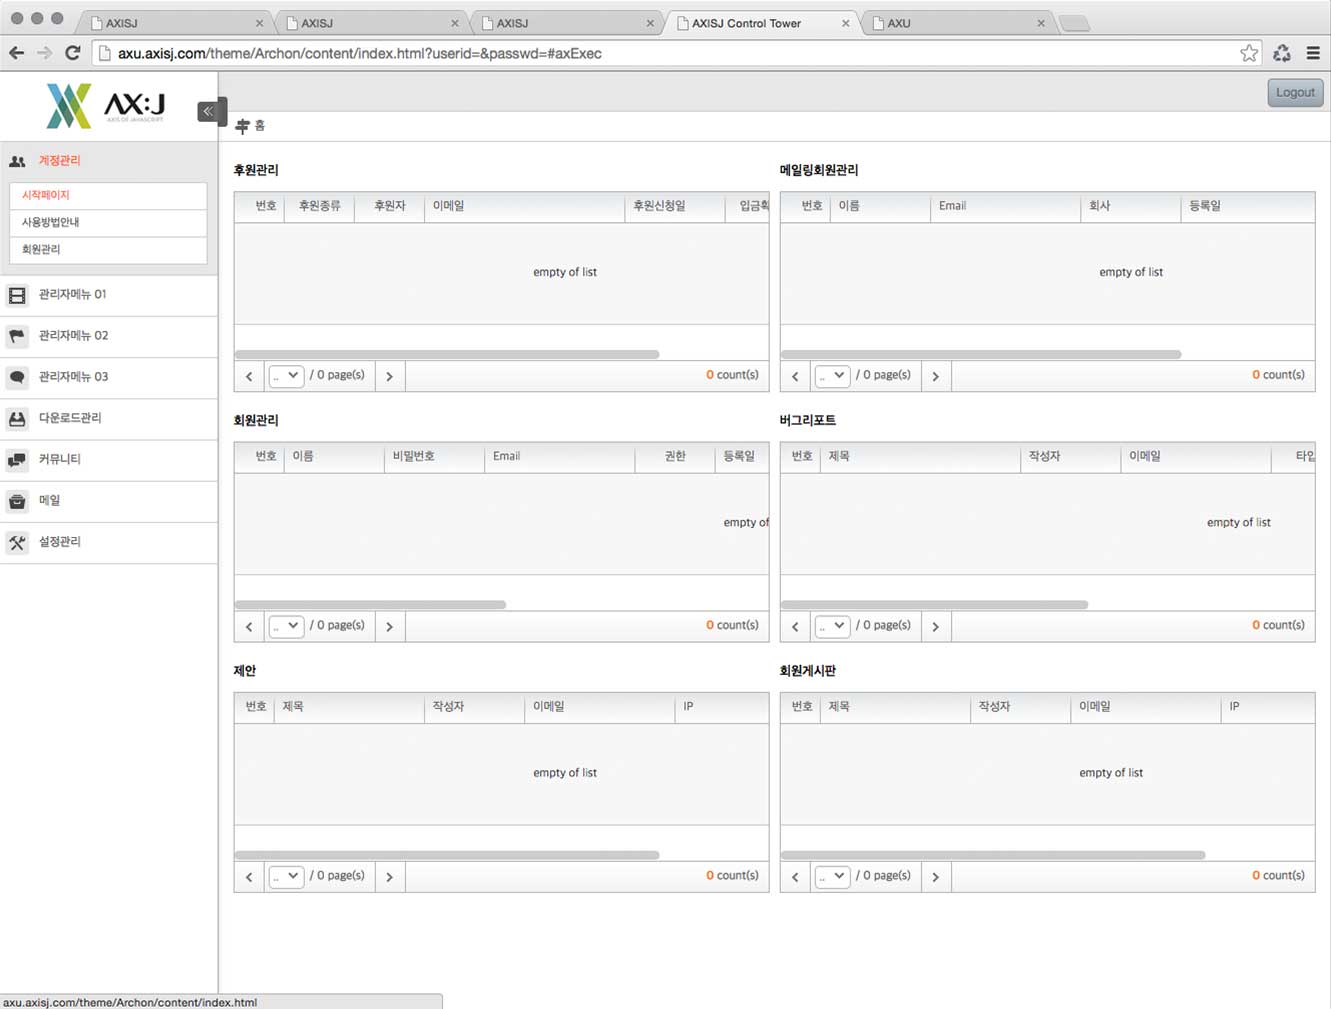 AXISJ
AXISJ
AXISJ
AXISJ Control Tower
AXU
axu.axisj.com/theme/Archon/content/index.html?userid=&passwd=#axExec
AX:J
AXIS OF JAVASCRIPT
Logout
홈
계정관리
시작페이지
사용방법안내
회원관리
관리자메뉴 01
관리자메뉴 02
관리자메뉴 03
다운로드관리
커뮤니티
메일
설정관리
후원관리
번호 후원종류 후원자 이메일 후원신청일 입금확
empty of list
.. / 0 page(s) 0 count(s)
메일링회원관리
번호 이름 Email 회사 등록일
empty of list
.. / 0 page(s) 0 count(s)
회원관리
번호 이름 비밀번호 Email 권한 등록일
empty of
.. / 0 page(s) 0 count(s)
버그리포트
번호 제목 작성자 이메일 타입
empty of list
.. / 0 page(s) 0 count(s)
제안
번호 제목 작성자 이메일 IP
empty of list
.. / 0 page(s) 0 count(s)
회원게시판
번호 제목 작성자 이메일 IP
empty of list
.. / 0 page(s) 0 count(s)
axu.axisj.com/theme/Archon/content/index.html